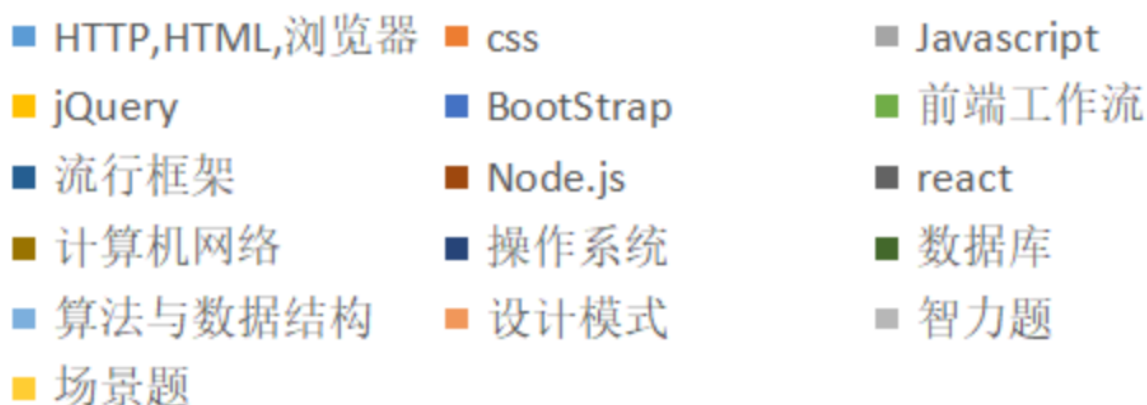 HTTP,HTML,浏览器 css Javascript
jQuery BootStrap 前端工作流
流行框架 Node.js react
计算机网络 操作系统 数据库
算法与数据结构 设计模式 智力题
场景题